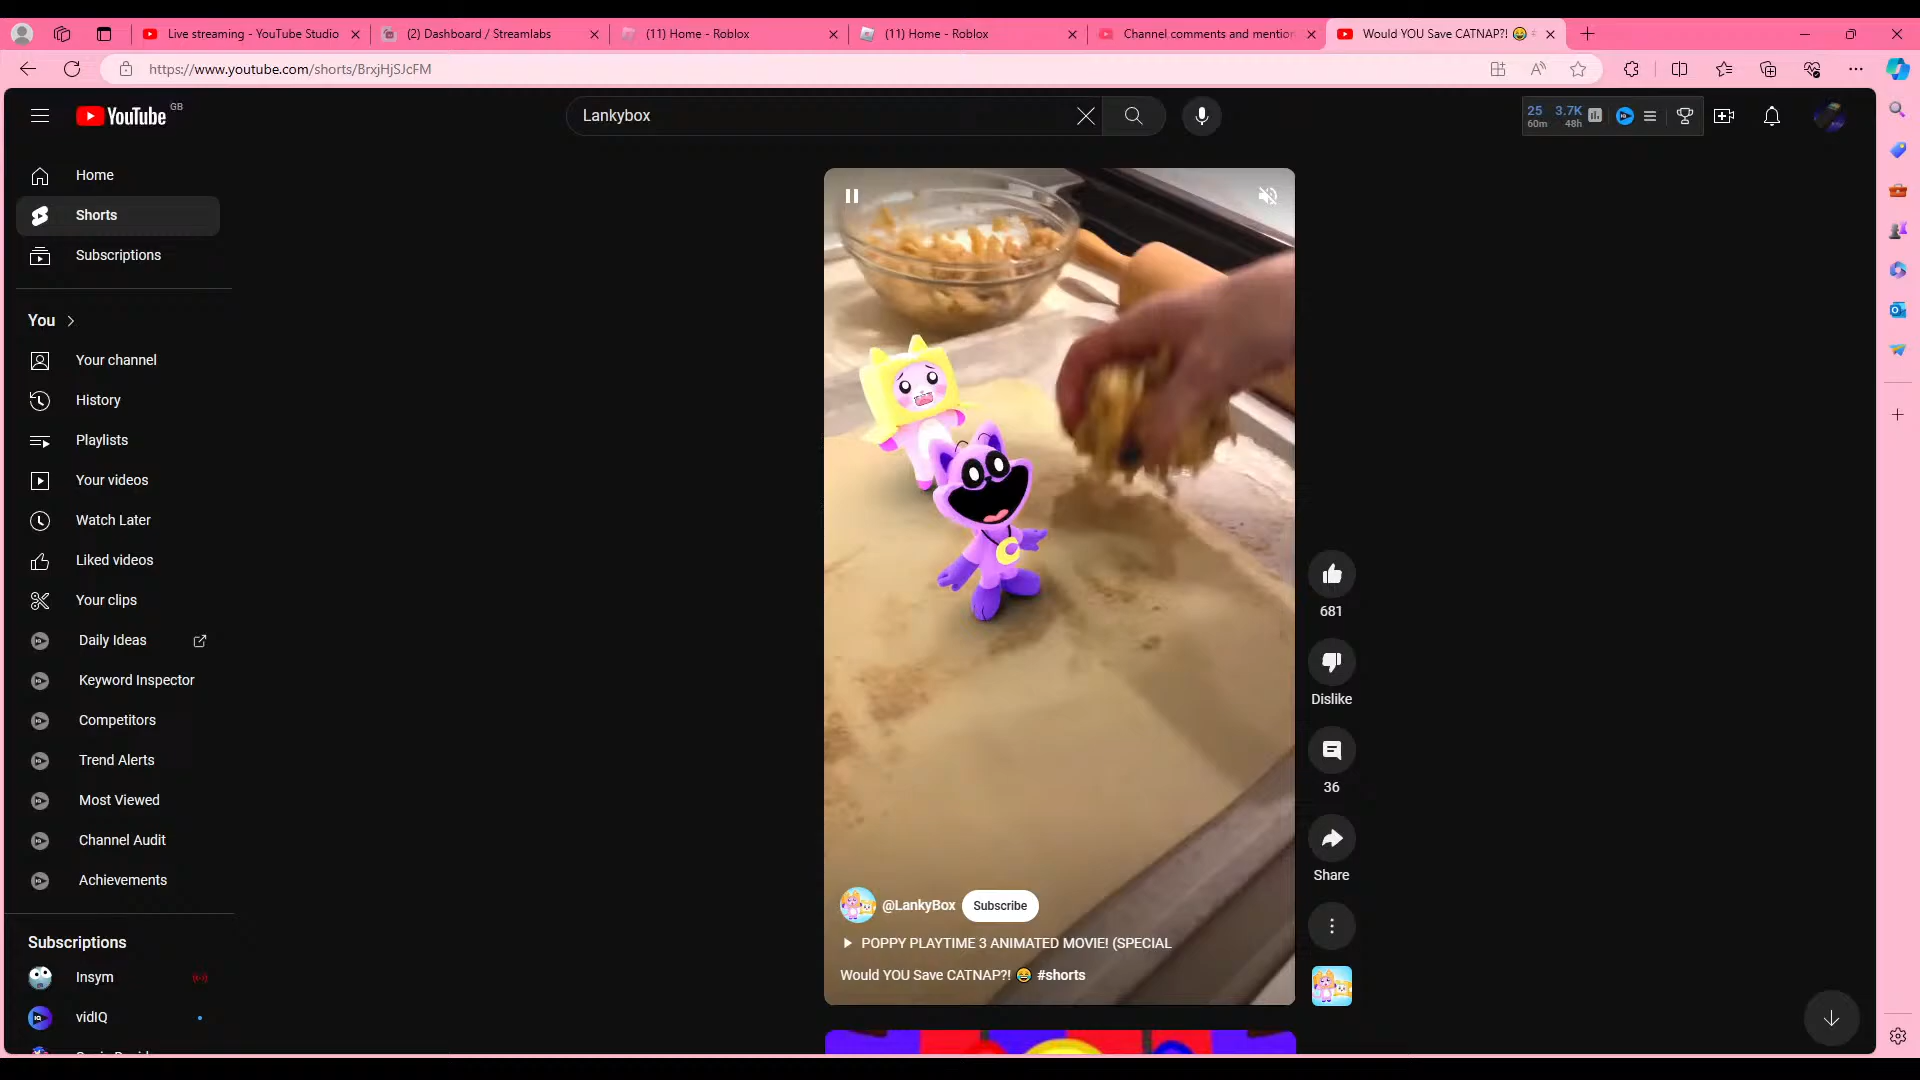 Live streaming - YouTube Studio
(2) Dashboard / Streamlabs
(11) Home - Roblox
(11) Home - Roblox
Channel comments and mention
Would YOU Save CATNAP?! 😂
https://www.youtube.com/shorts/BrxjHjSJcFM
YouTube GB
Lankybox
25 3.7K
60m 48h
Home
Shorts
Subscriptions
You
Your channel
History
Playlists
Your videos
Watch Later
Liked videos
Your clips
Daily Ideas
Keyword Inspector
Competitors
Trend Alerts
Most Viewed
Channel Audit
Achievements
Subscriptions
Insym
vidIQ
681
Dislike
36
Share
@LankyBox Subscribe
POPPY PLAYTIME 3 ANIMATED MOVIE! (SPECIAL
Would YOU Save CATNAP?! 😂 #shorts